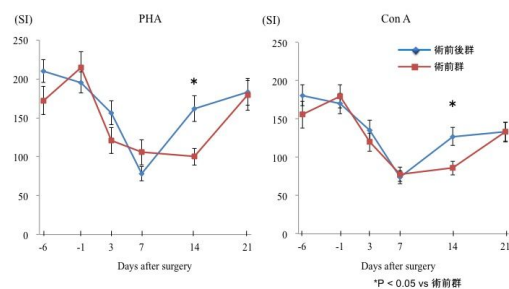 (SI)
PHA
250
200
150
100
50
0
*
-6
-1
3
7
14
21
Days after surgery
(SI)
Con A
250
200
150
100
50
0
術前後群
術前群
*
-6
-1
3
7
14
21
Days after surgery
*P < 0.05 vs 術前群